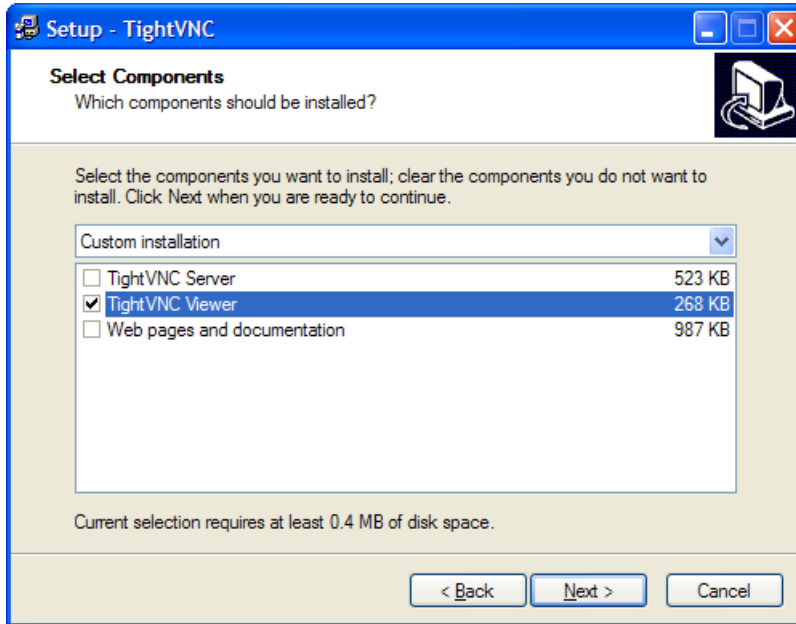 Setup - TightVNC
Select Components
Which components should be installed?
Select the components you want to install; clear the components you do not want to
install. Click Next when you are ready to continue.
Custom installation
TightVNC Server 523 KB
TightVNC Viewer 268 KB
Web pages and documentation 987 KB
Current selection requires at least 0.4 MB of disk space.
< Back Next > Cancel